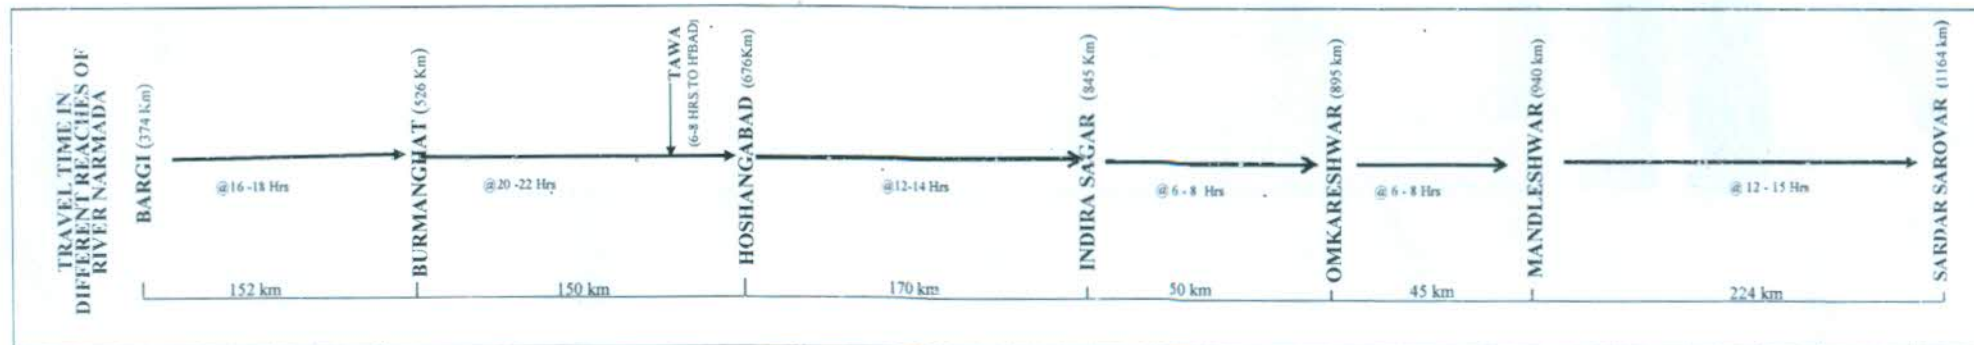 TRAVEL TIME IN
DIFFERENT REACHES OF
RIVER NARMADA
BARGI (374 Km)
BURMANGHAT (526 Km)
TAWA
(6-8 HRS TO H'BAD)
HOSHANGABAD (676Km)
INDIRA SAGAR (845 Km)
OMKARESHWAR (895 km)
MANDLESHWAR (940 km)
SARDAR SAROVAR (1164 km)
@16 -18 Hrs
@20 -22 Hrs
@12-14 Hrs
@ 6 - 8 Hrs
@ 6 - 8 Hrs
@ 12 - 15 Hrs
152 km
150 km
170 km
50 km
45 km
224 km